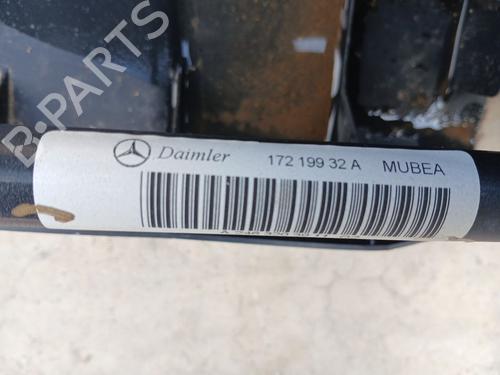 B-PARTS
Daimler 172 199 32 A MUBEA